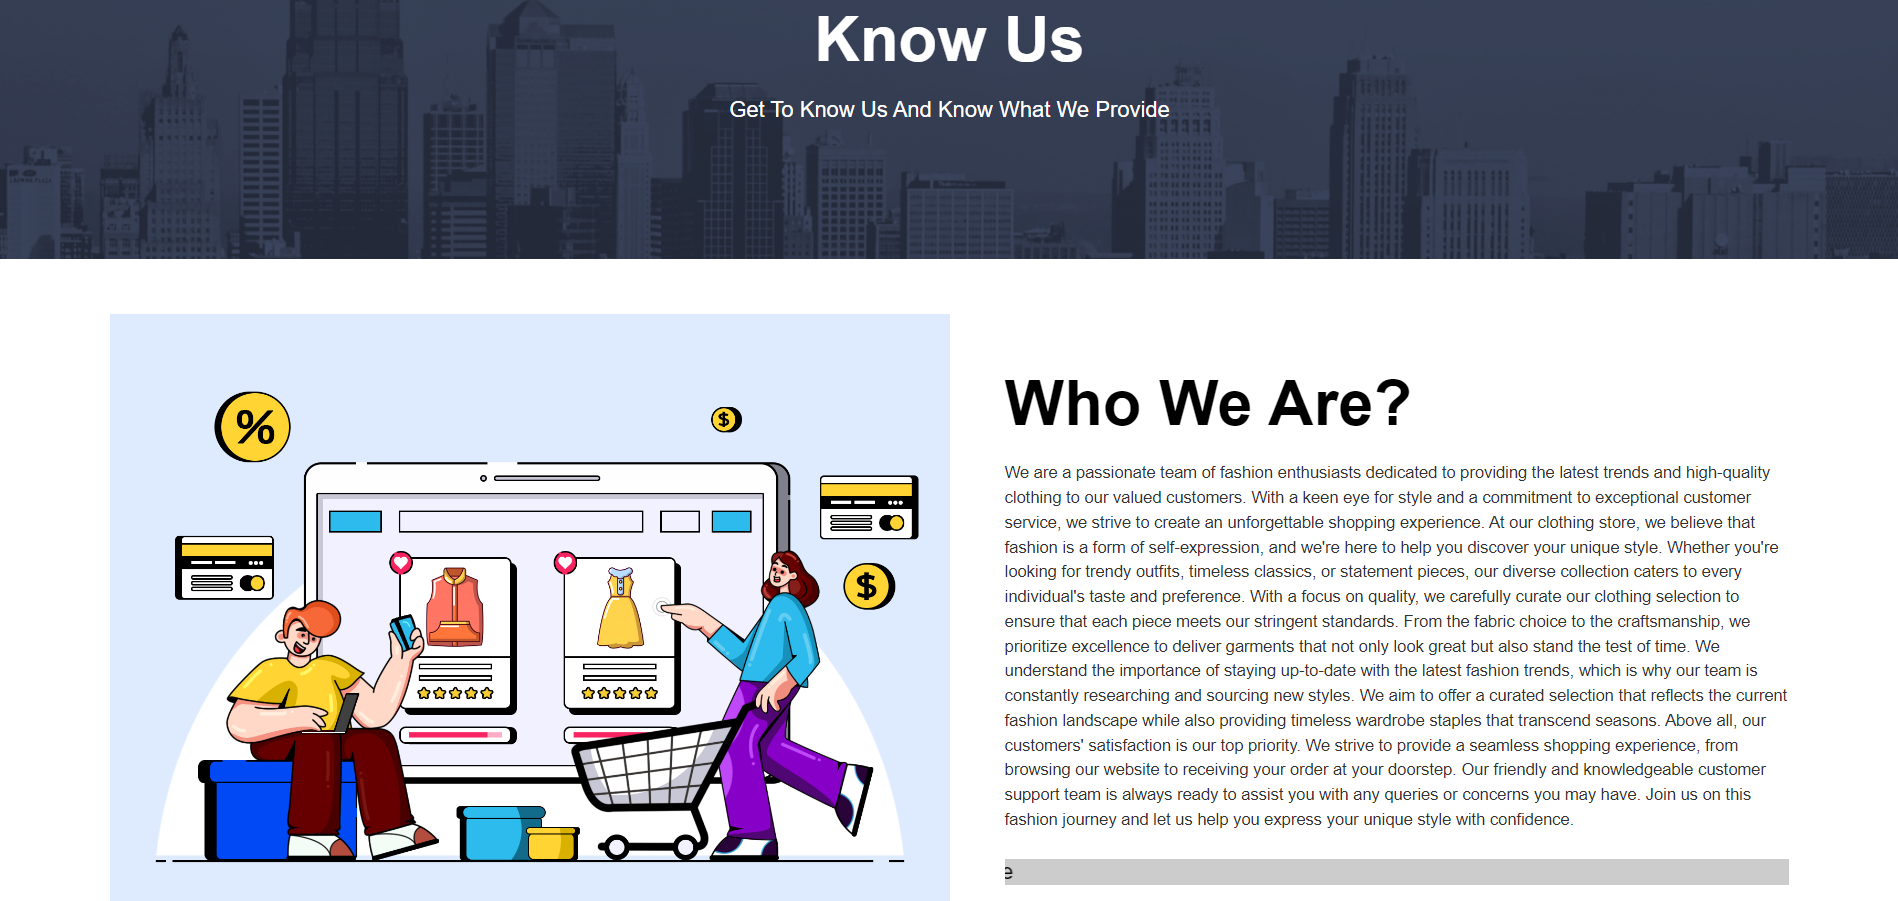 Know Us
Get To Know Us And Know What We Provide
%
$
$
Who We Are?
We are a passionate team of fashion enthusiasts dedicated to providing the latest trends and high-quality
clothing to our valued customers. With a keen eye for style and a commitment to exceptional customer
service, we strive to create an unforgettable shopping experience. At our clothing store, we believe that
fashion is a form of self-expression, and we're here to help you discover your unique style. Whether you're
looking for trendy outfits, timeless classics, or statement pieces, our diverse collection caters to every
individual's taste and preference. With a focus on quality, we carefully curate our clothing selection to
ensure that each piece meets our stringent standards. From the fabric choice to the craftsmanship, we
prioritize excellence to deliver garments that not only look great but also stand the test of time. We
understand the importance of staying up-to-date with the latest fashion trends, which is why our team is
constantly researching and sourcing new styles. We aim to offer a curated selection that reflects the current
fashion landscape while also providing timeless wardrobe staples that transcend seasons. Above all, our
customers' satisfaction is our top priority. We strive to provide a seamless shopping experience, from
browsing our website to receiving your order at your doorstep. Our friendly and knowledgeable customer
support team is always ready to assist you with any queries or concerns you may have. Join us on this
fashion journey and let us help you express your unique style with confidence.
e